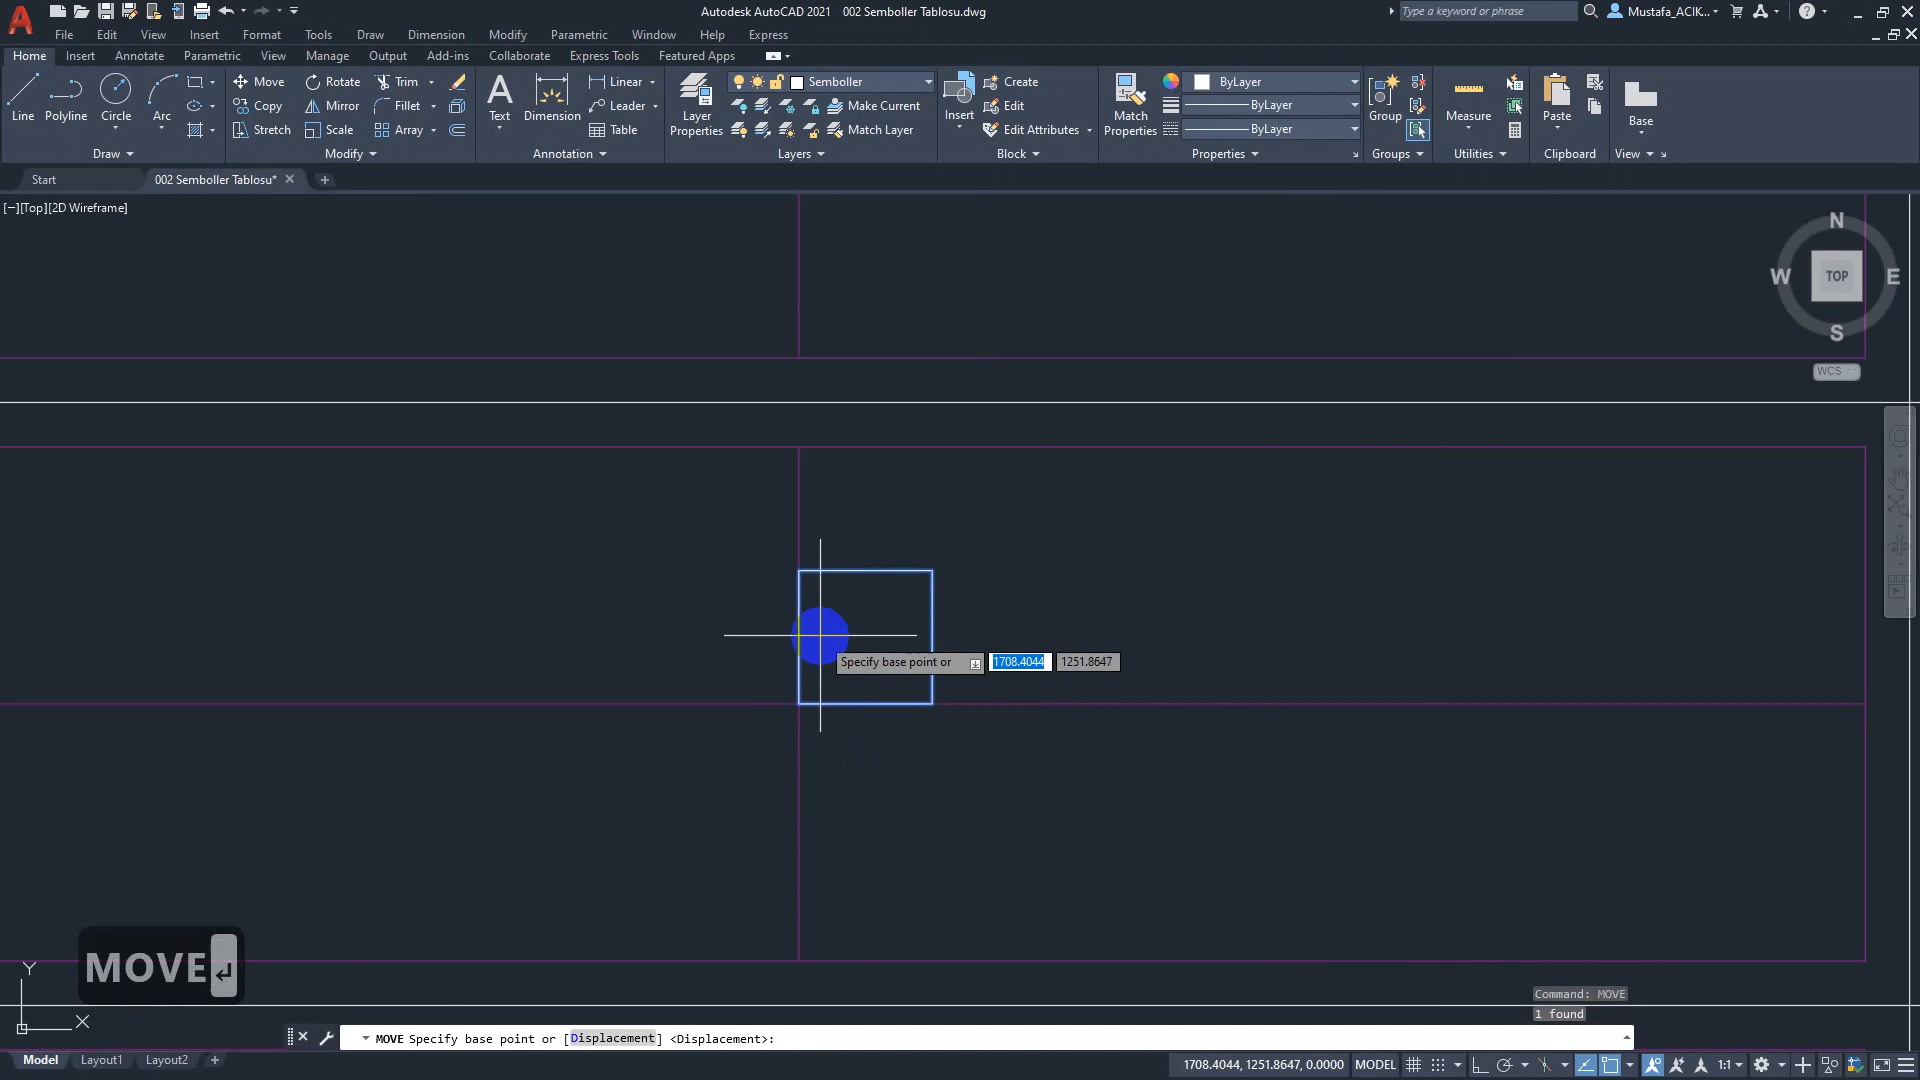 Autodesk AutoCAD 2021 002 Semboller Tablosu.dwg
Type a keyword or phrase
Mustafa_ACIK...
File Edit View Insert Format Tools Draw Dimension Modify Parametric Window Help Express
Home Insert Annotate Parametric View Manage Output Add-ins Collaborate Express Tools Featured Apps
Line
Polyline
Circle
Arc
Draw
Move
Rotate
Trim
Copy
Mirror
Fillet
Stretch
Scale
Array
Modify
Text
Dimension
Linear
Leader
Table
Annotation
Layer
Properties
Semboller
Make Current
Match Layer
Layers
Insert
Create
Edit
Edit Attributes
Block
Match
Properties
ByLayer
ByLayer
ByLayer
Properties
Group
Groups
Measure
Utilities
Paste
Clipboard
Base
View
Start
002 Semboller Tablosu*
[−][Top][2D Wireframe]
N
W
TOP
E
S
WCS
Specify base point or 1708.4044 1251.8647
MOVE
Y
X
Command: MOVE
1 found
MOVE Specify base point or [Displacement] <Displacement>:
Model Layout1 Layout2
1708.4044, 1251.8647, 0.0000 MODEL
1:1